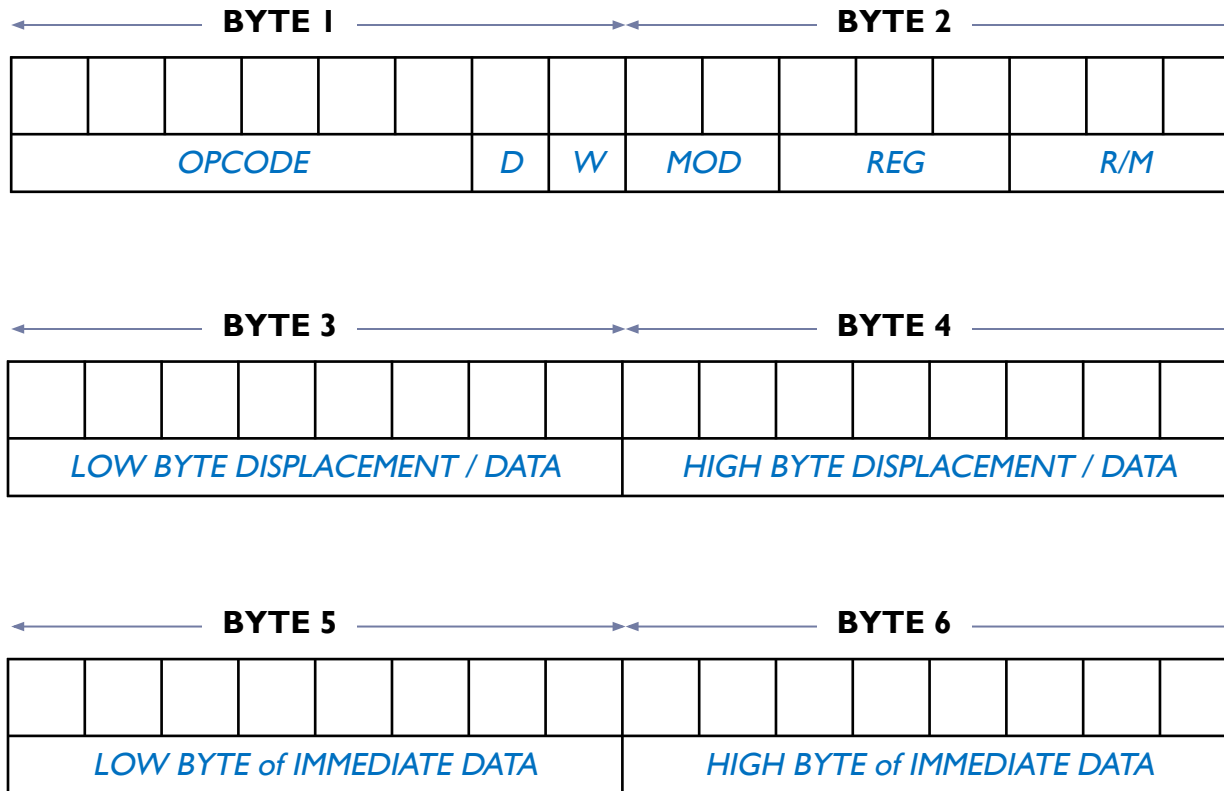 BYTE 1 BYTE 2
OPCODE D W MOD REG R/M
BYTE 3 BYTE 4
LOW BYTE DISPLACEMENT / DATA HIGH BYTE DISPLACEMENT / DATA
BYTE 5 BYTE 6
LOW BYTE of IMMEDIATE DATA HIGH BYTE of IMMEDIATE DATA